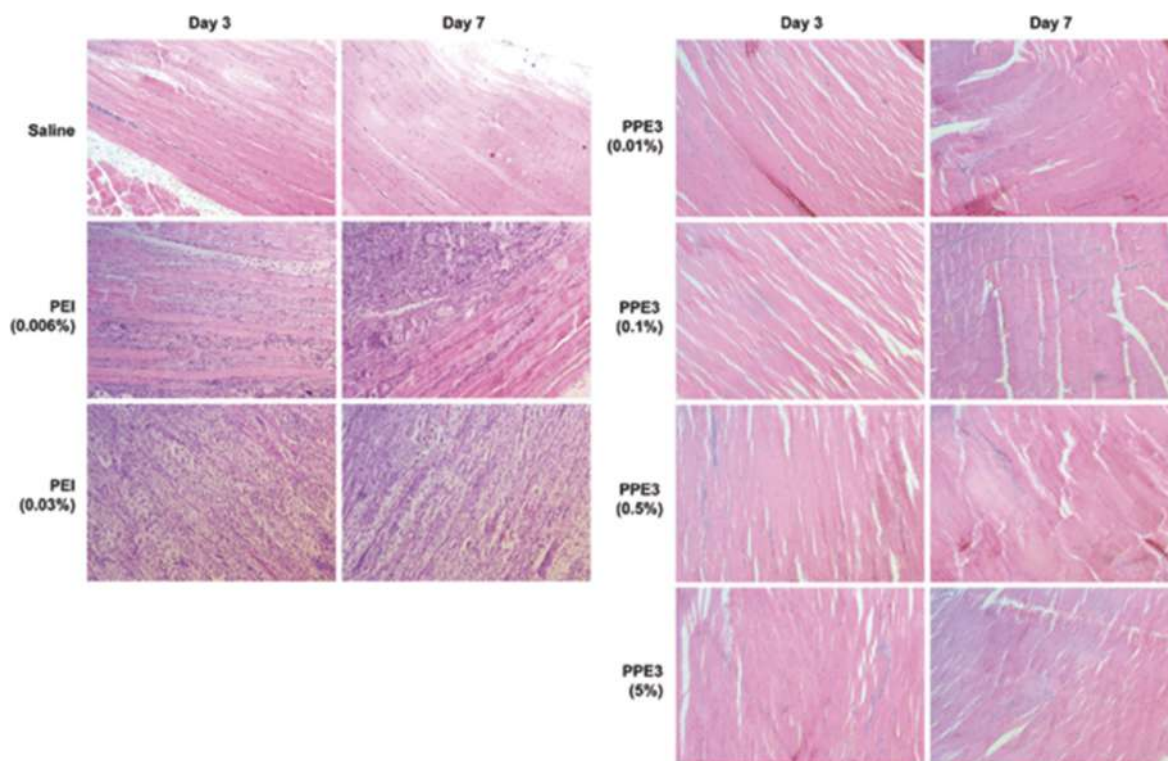 Day 3
Day 7
Day 3
Day 7
Saline
PPE3
(0.01%)
PEI
(0.006%)
PPE3
(0.1%)
PEI
(0.03%)
PPE3
(0.5%)
PPE3
(5%)